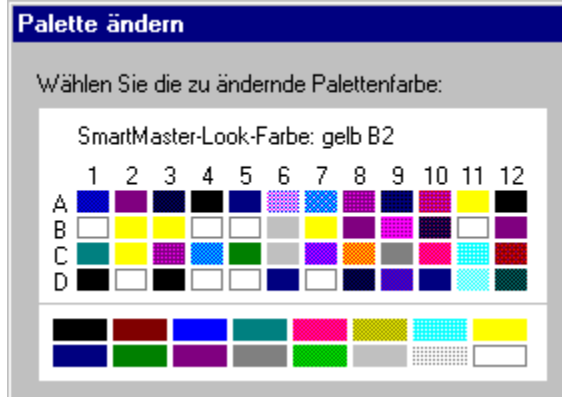 Palette ändern
Wählen Sie die zu ändernde Palettenfarbe:
SmartMaster-Look-Farbe: gelb B2
1 2 3 4 5 6 7 8 9 10 11 12
A
B
C
D